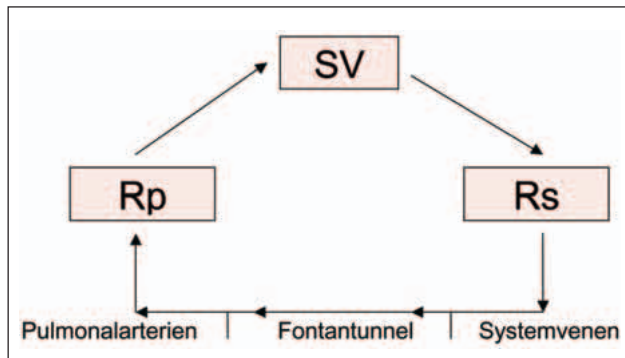 SV
Rp
Rs
Pulmonalarterien
Fontantunnel
Systemvenen